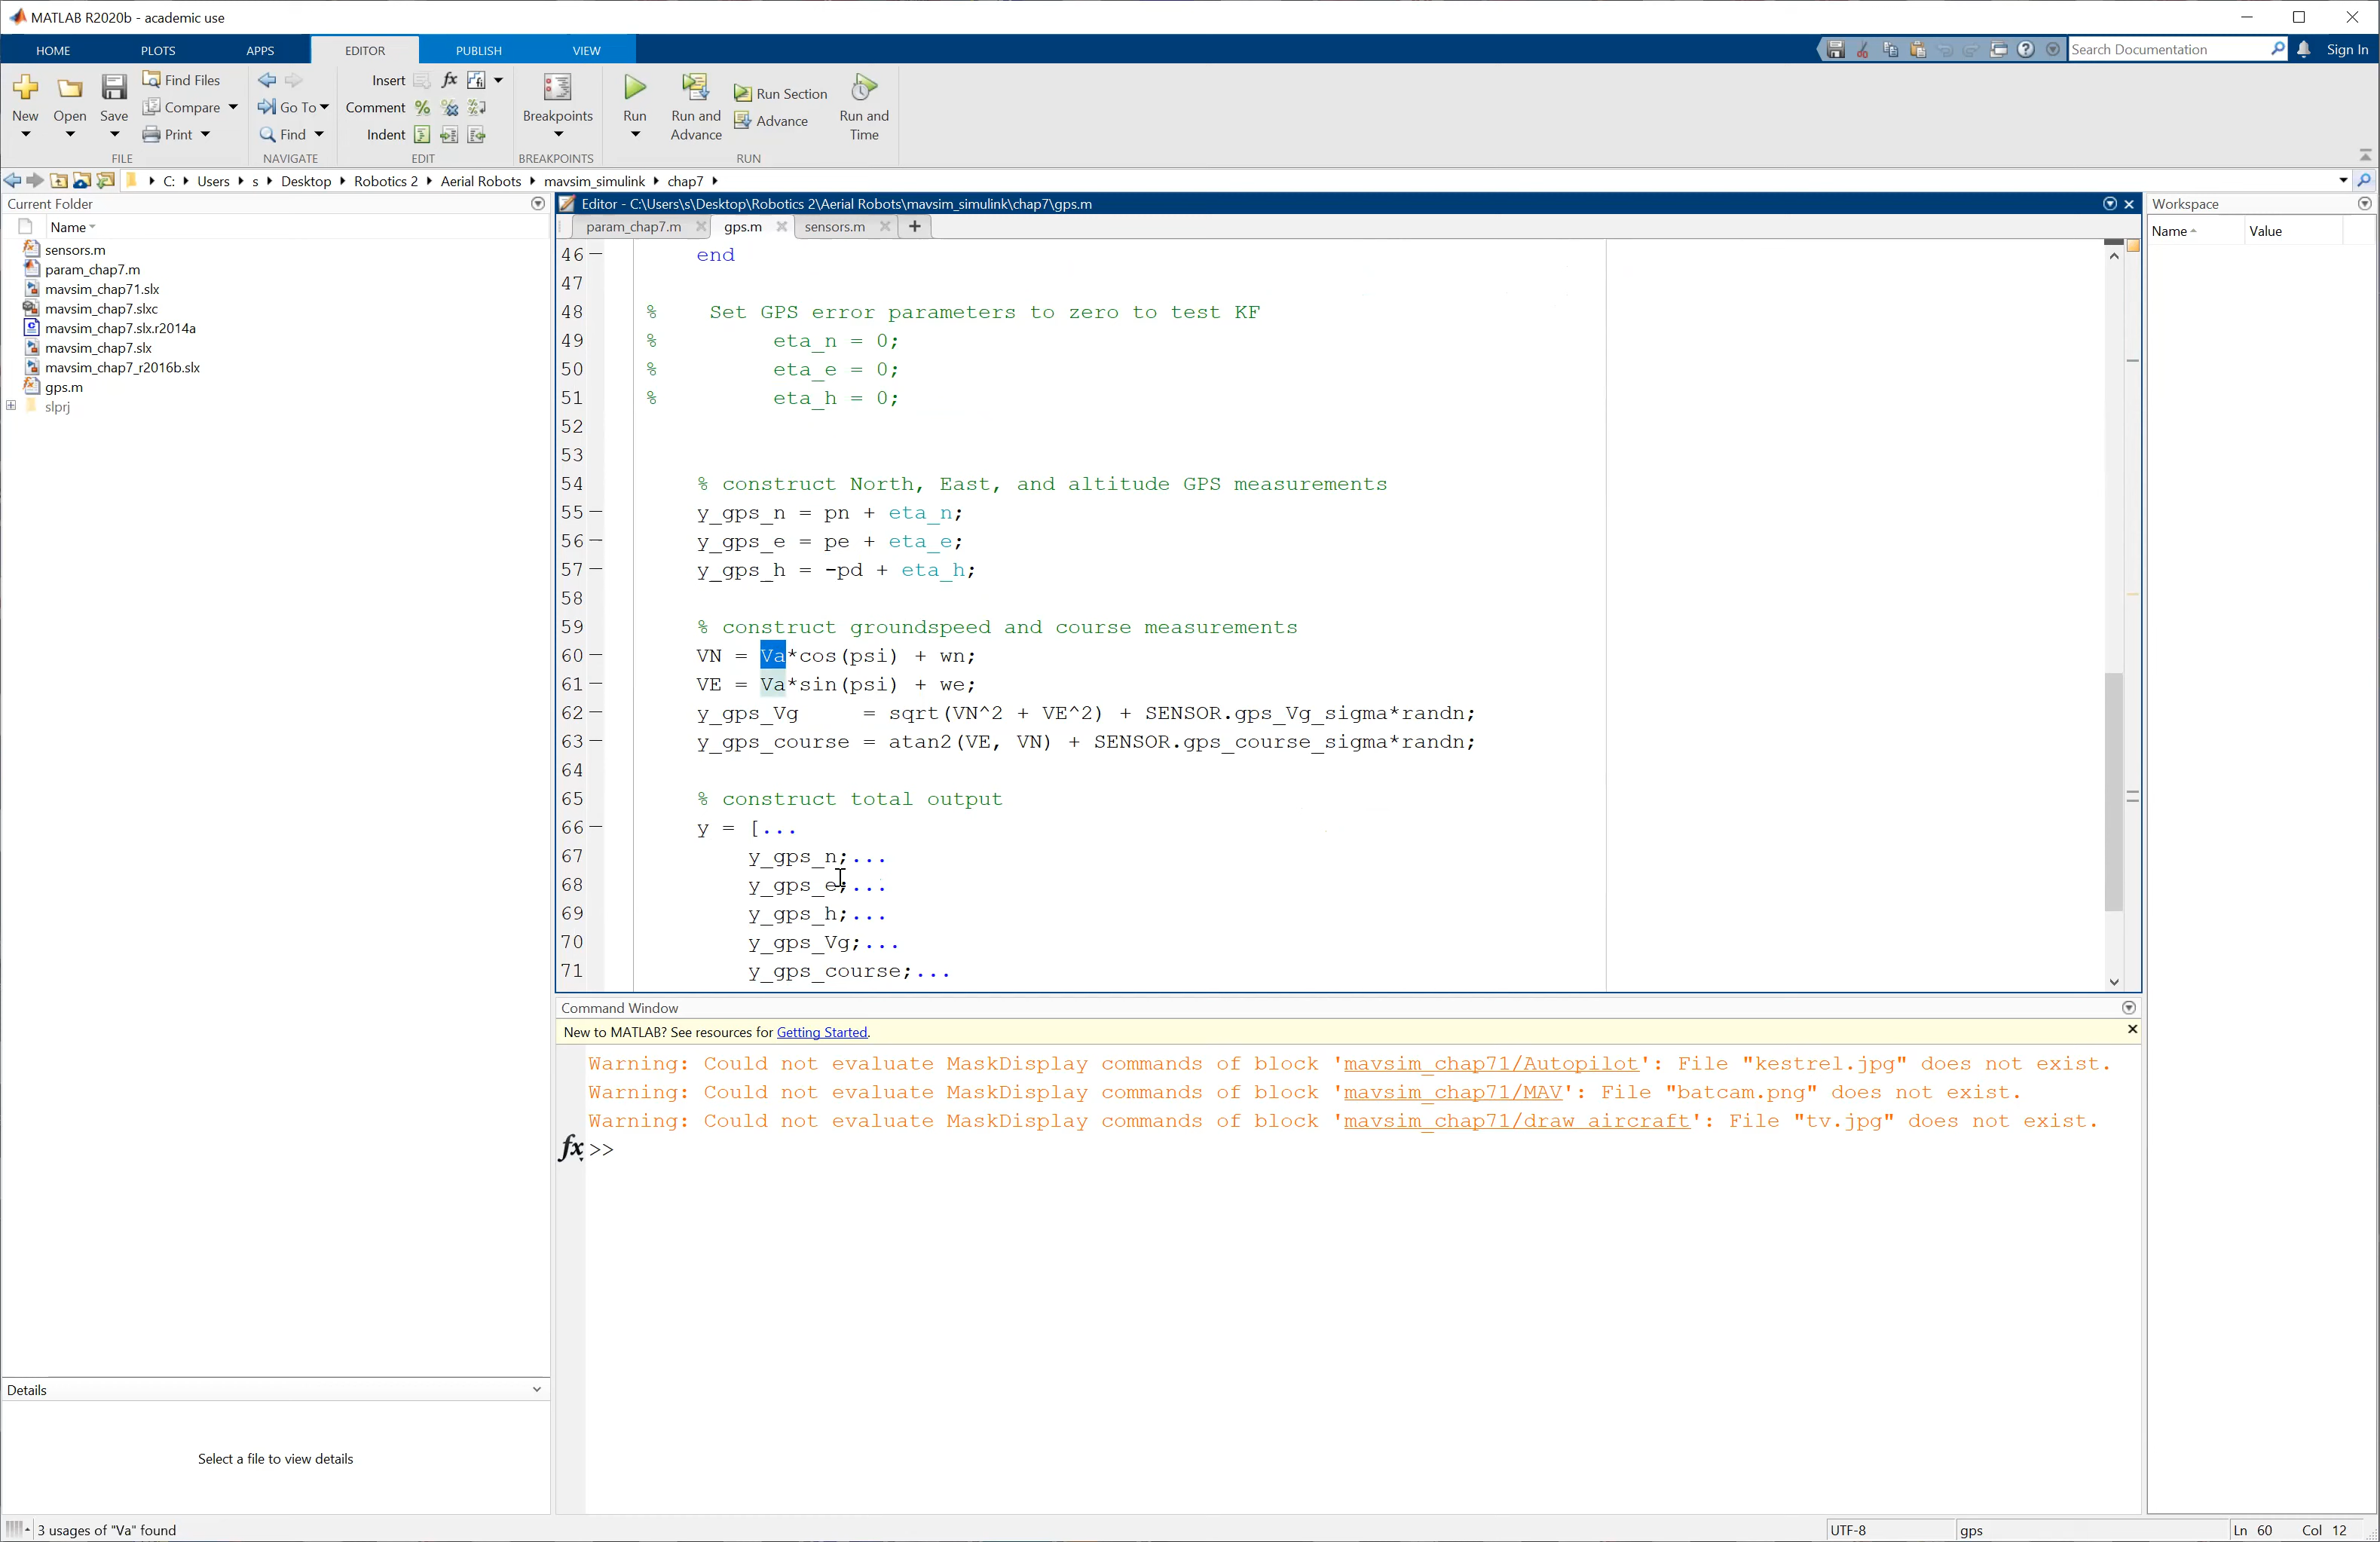 MATLAB R2020b - academic use
HOME PLOTS APPS EDITOR PUBLISH VIEW
Search Documentation Sign In
New Open Save Find Files Compare Print
FILE
Go To Find
NAVIGATE
Insert fx
Comment
Indent
EDIT
Breakpoints
BREAKPOINTS
Run Run and Advance Run Section Advance Run and Time
RUN
C: Users s Desktop Robotics 2 Aerial Robots mavsim_simulink chap7
Current Folder
Name
sensors.m
param_chap7.m
mavsim_chap71.slx
mavsim_chap7.slxc
mavsim_chap7.slx.r2014a
mavsim_chap7.slx
mavsim_chap7_r2016b.slx
gps.m
slprj
Details
Select a file to view details
Editor - C:\Users\s\Desktop\Robotics 2\Aerial Robots\mavsim_simulink\chap7\gps.m
param_chap7.m gps.m sensors.m
46 end
47
48 % Set GPS error parameters to zero to test KF
49 % eta_n = 0;
50 % eta_e = 0;
51 % eta_h = 0;
52
53
54 % construct North, East, and altitude GPS measurements
55 y_gps_n = pn + eta_n;
56 y_gps_e = pe + eta_e;
57 y_gps_h = -pd + eta_h;
58
59 % construct groundspeed and course measurements
60 VN = Va*cos(psi) + wn;
61 VE = Va*sin(psi) + we;
62 y_gps_Vg = sqrt(VN^2 + VE^2) + SENSOR.gps_Vg_sigma*randn;
63 y_gps_course = atan2(VE, VN) + SENSOR.gps_course_sigma*randn;
64
65 % construct total output
66 y = [...
67 y_gps_n;...
68 y_gps_e;...
69 y_gps_h;...
70 y_gps_Vg;...
71 y_gps_course;...
Command Window
New to MATLAB? See resources for Getting Started.
Warning: Could not evaluate MaskDisplay commands of block 'mavsim_chap71/Autopilot': File "kestrel.jpg" does not exist.
Warning: Could not evaluate MaskDisplay commands of block 'mavsim_chap71/MAV': File "batcam.png" does not exist.
Warning: Could not evaluate MaskDisplay commands of block 'mavsim_chap71/draw aircraft': File "tv.jpg" does not exist.
fx >>
Workspace
Name Value
3 usages of "Va" found
UTF-8 gps Ln 60 Col 12